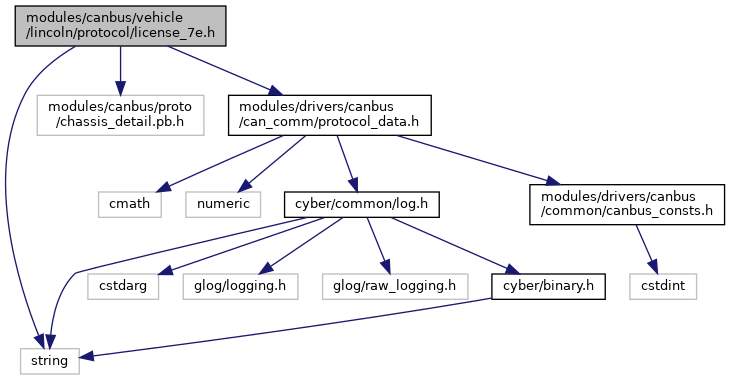 modules/canbus/vehicle
/lincoln/protocol/license_7e.h
modules/canbus/proto
/chassis_detail.pb.h
modules/drivers/canbus
/can_comm/protocol_data.h
cmath
numeric
cyber/common/log.h
modules/drivers/canbus
/common/canbus_consts.h
cstdarg
glog/logging.h
glog/raw_logging.h
cyber/binary.h
cstdint
string